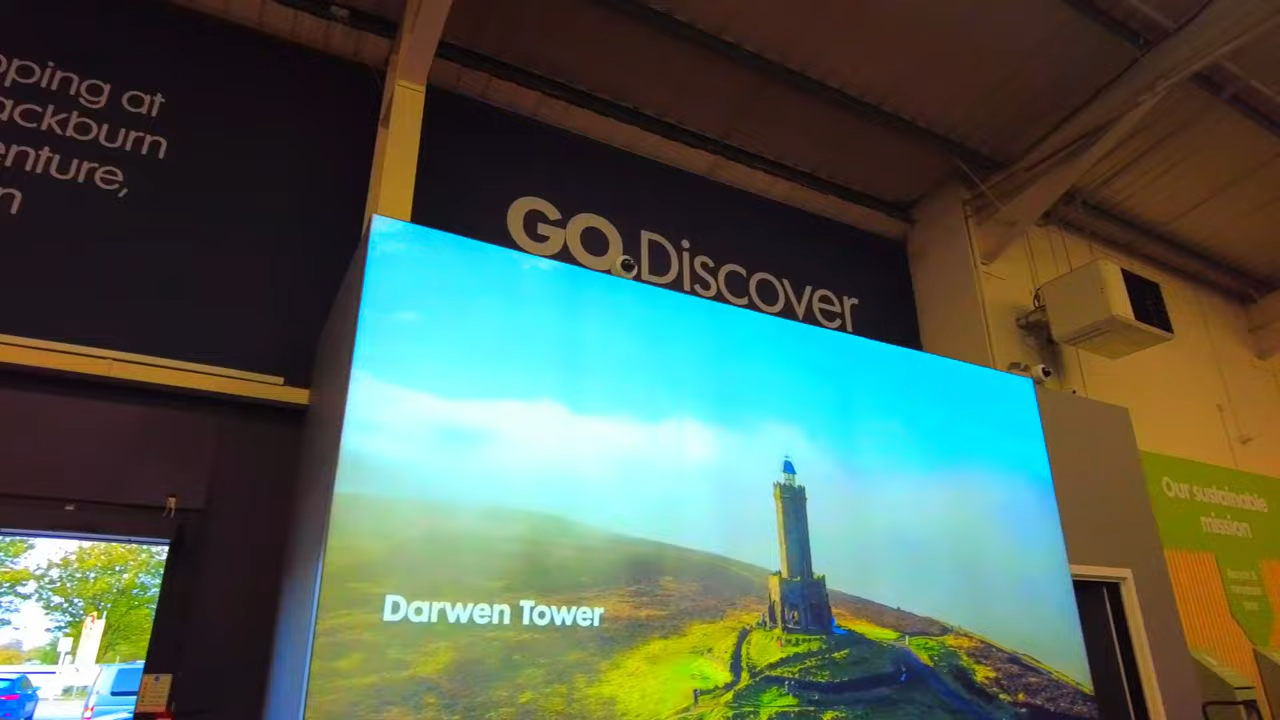 pping at
ackburn
enture,
n
GO. Discover
Darwen Tower
Our sustainable
mission